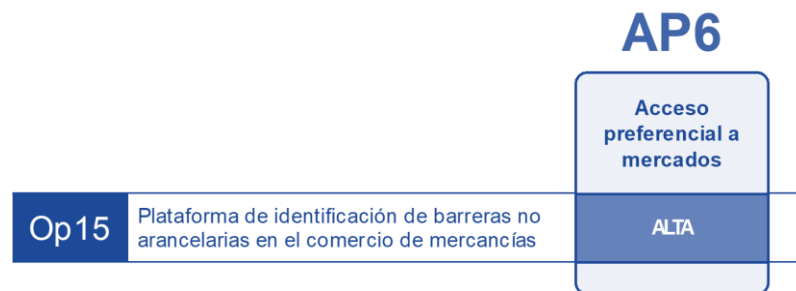 AP6
Acceso
preferencial a
mercados
Op15
Plataforma de identificación de barreras no
arancelarias en el comercio de mercancías
ALTA